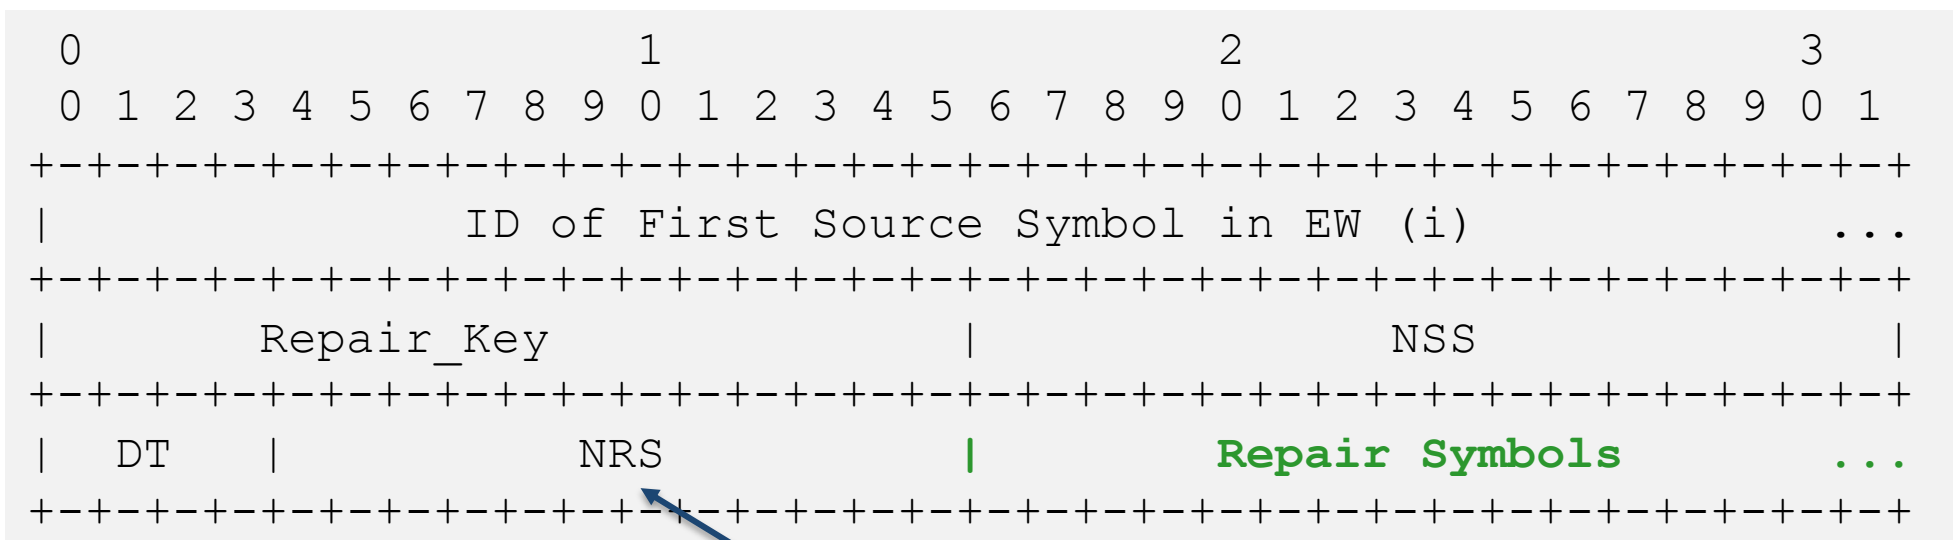 0                   1                   2                   3
 0 1 2 3 4 5 6 7 8 9 0 1 2 3 4 5 6 7 8 9 0 1 2 3 4 5 6 7 8 9 0 1
+-+-+-+-+-+-+-+-+-+-+-+-+-+-+-+-+-+-+-+-+-+-+-+-+-+-+-+-+-+-+-+-+
|              ID of First Source Symbol in EW (i)            ...
+-+-+-+-+-+-+-+-+-+-+-+-+-+-+-+-+-+-+-+-+-+-+-+-+-+-+-+-+-+-+-+-+
|       Repair_Key              |              NSS              |
+-+-+-+-+-+-+-+-+-+-+-+-+-+-+-+-+-+-+-+-+-+-+-+-+-+-+-+-+-+-+-+-+
|  DT   |          NRS          |        Repair Symbols       ...
+-+-+-+-+-+-+-+-+-+-+-+-+-+-+-+-+-+-+-+-+-+-+-+-+-+-+-+-+-+-+-+-+